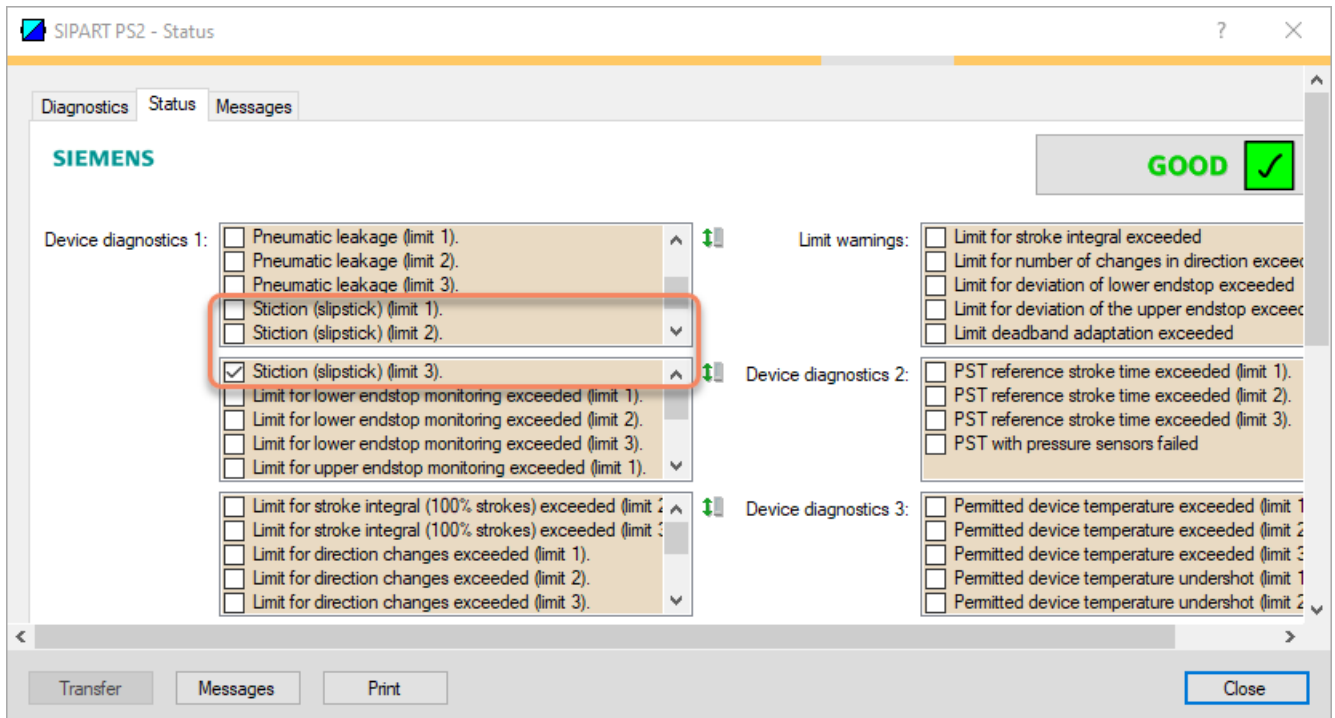 SIPART PS2 - Status
?
Diagnostics Status Messages
SIEMENS
GOOD
Device diagnostics 1:
Pneumatic leakage (limit 1).
Pneumatic leakage (limit 2).
Pneumatic leakage (limit 3).
Stiction (slipstick) (limit 1).
Stiction (slipstick) (limit 2).
Stiction (slipstick) (limit 3).
Limit for lower endstop monitoring exceeded (limit 1).
Limit for lower endstop monitoring exceeded (limit 2).
Limit for lower endstop monitoring exceeded (limit 3).
Limit for upper endstop monitoring exceeded (limit 1).
Limit for stroke integral (100% strokes) exceeded (limit 2
Limit for stroke integral (100% strokes) exceeded (limit 3
Limit for direction changes exceeded (limit 1).
Limit for direction changes exceeded (limit 2).
Limit for direction changes exceeded (limit 3).
Limit warnings:
Limit for stroke integral exceeded
Limit for number of changes in direction exceed
Limit for deviation of lower endstop exceeded
Limit for deviation of the upper endstop exceed
Limit deadband adaptation exceeded
Device diagnostics 2:
PST reference stroke time exceeded (limit 1).
PST reference stroke time exceeded (limit 2).
PST reference stroke time exceeded (limit 3).
PST with pressure sensors failed
Device diagnostics 3:
Permitted device temperature exceeded (limit 1
Permitted device temperature exceeded (limit 2
Permitted device temperature exceeded (limit 3
Permitted device temperature undershot (limit 1
Permitted device temperature undershot (limit 2
Transfer Messages Print Close